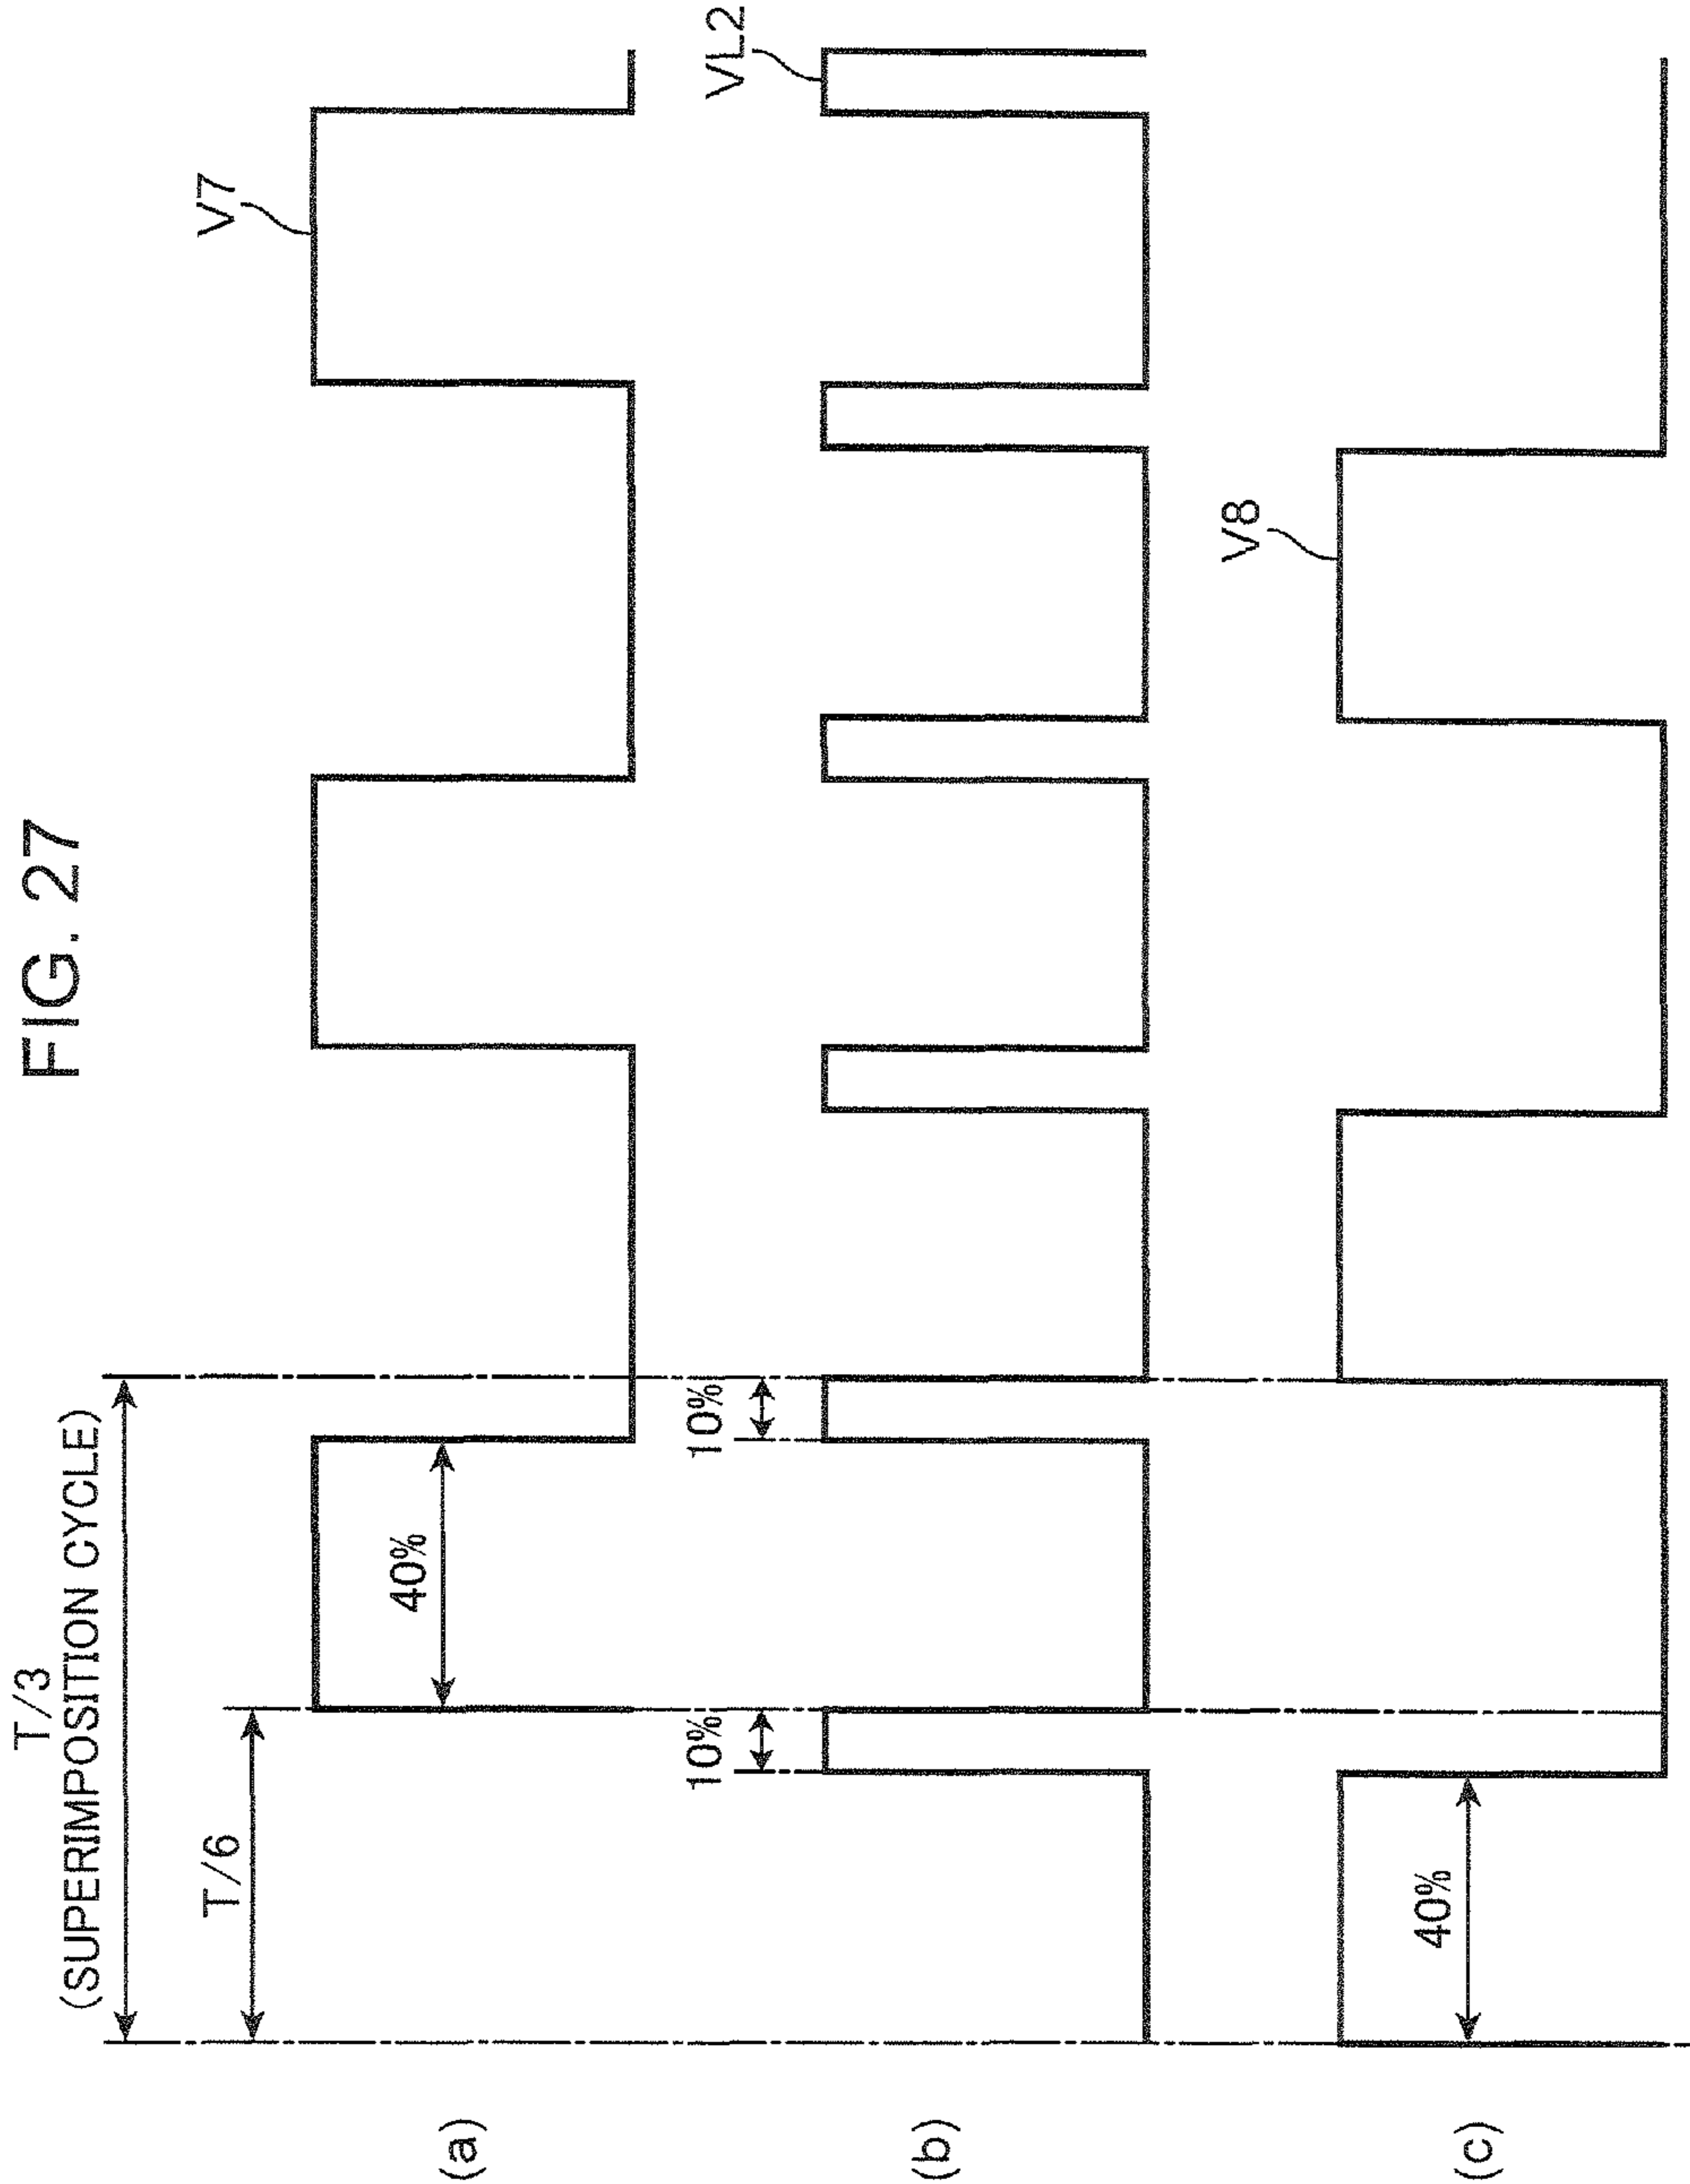 FIG. 27
T/3
(SUPERIMPOSITION CYCLE)
T/6
(a)
40%
V7
(b)
10%
10%
VL2
(c)
40%
V8